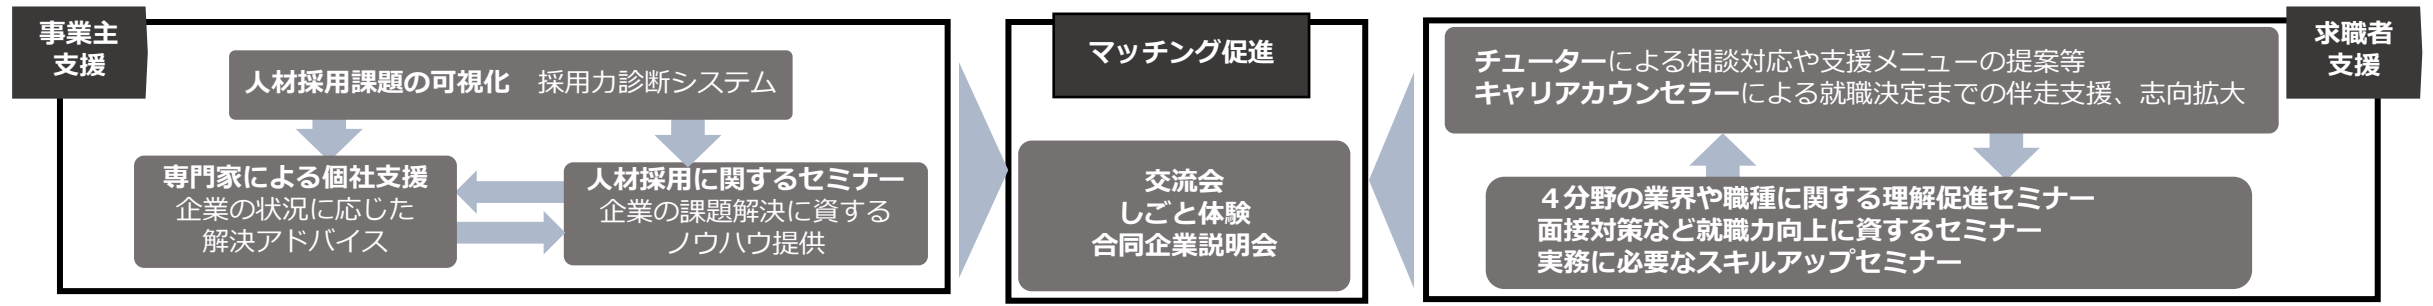 事業主
支援
人材採用課題の可視化　採用力診断システム
専門家による個社支援
企業の状況に応じた
解決アドバイス
人材採用に関するセミナー
企業の課題解決に資する
ノウハウ提供
マッチング促進
交流会
しごと体験
合同企業説明会
求職者
支援
チューターによる相談対応や支援メニューの提案等
キャリアカウンセラーによる就職決定までの伴走支援、志向拡大
４分野の業界や職種に関する理解促進セミナー
面接対策など就職力向上に資するセミナー
実務に必要なスキルアップセミナー